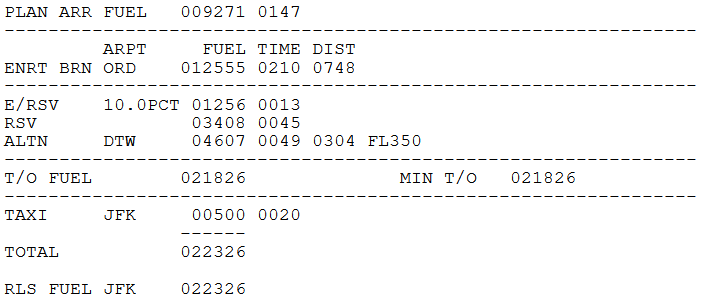 PLAN ARR FUEL   009271 0147
---------------------------------------------------------------
         ARPT     FUEL TIME DIST
ENRT BRN ORD    012555 0210 0748
---------------------------------------------------------------
E/RSV    10.0PCT 01256 0013
RSV              03408 0045
ALTN     DTW     04607 0049 0304 FL350
---------------------------------------------------------------
T/O FUEL        021826              MIN T/O   021826
---------------------------------------------------------------
TAXI     JFK     00500 0020
                ------
TOTAL           022326
RLS FUEL JFK    022326